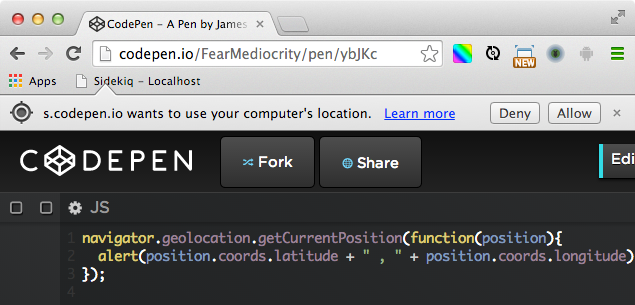 CodePen – A Pen by James
codepen.io/FearMediocrity/pen/ybJKc
NEW
Apps Sidekiq – Localhost
s.codepen.io wants to use your computer's location. Learn more Deny Allow ×
CODEPEN Fork Share Edi
JS
1 navigator.geolocation.getCurrentPosition(function(position){
2 alert(position.coords.latitude + " , " + position.coords.longitude)
3 });
4